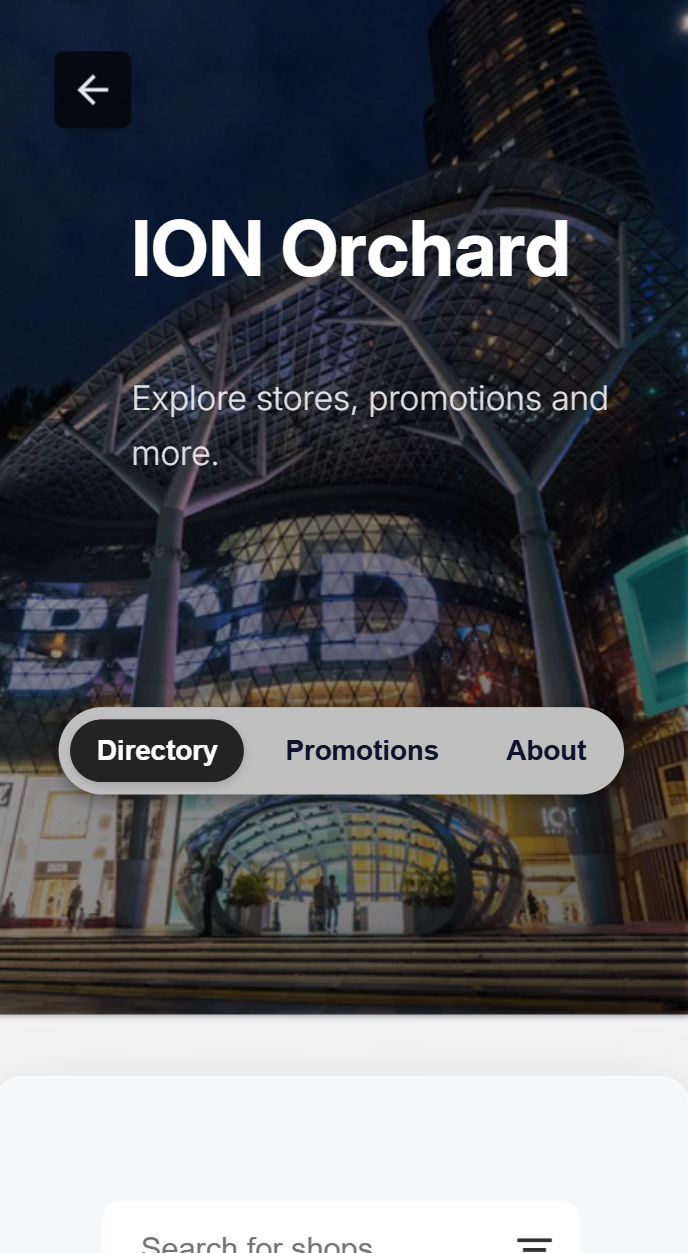 ION Orchard
Explore stores, promotions and
more.
BOLD
Directory
Promotions
About
ION
Search for shops